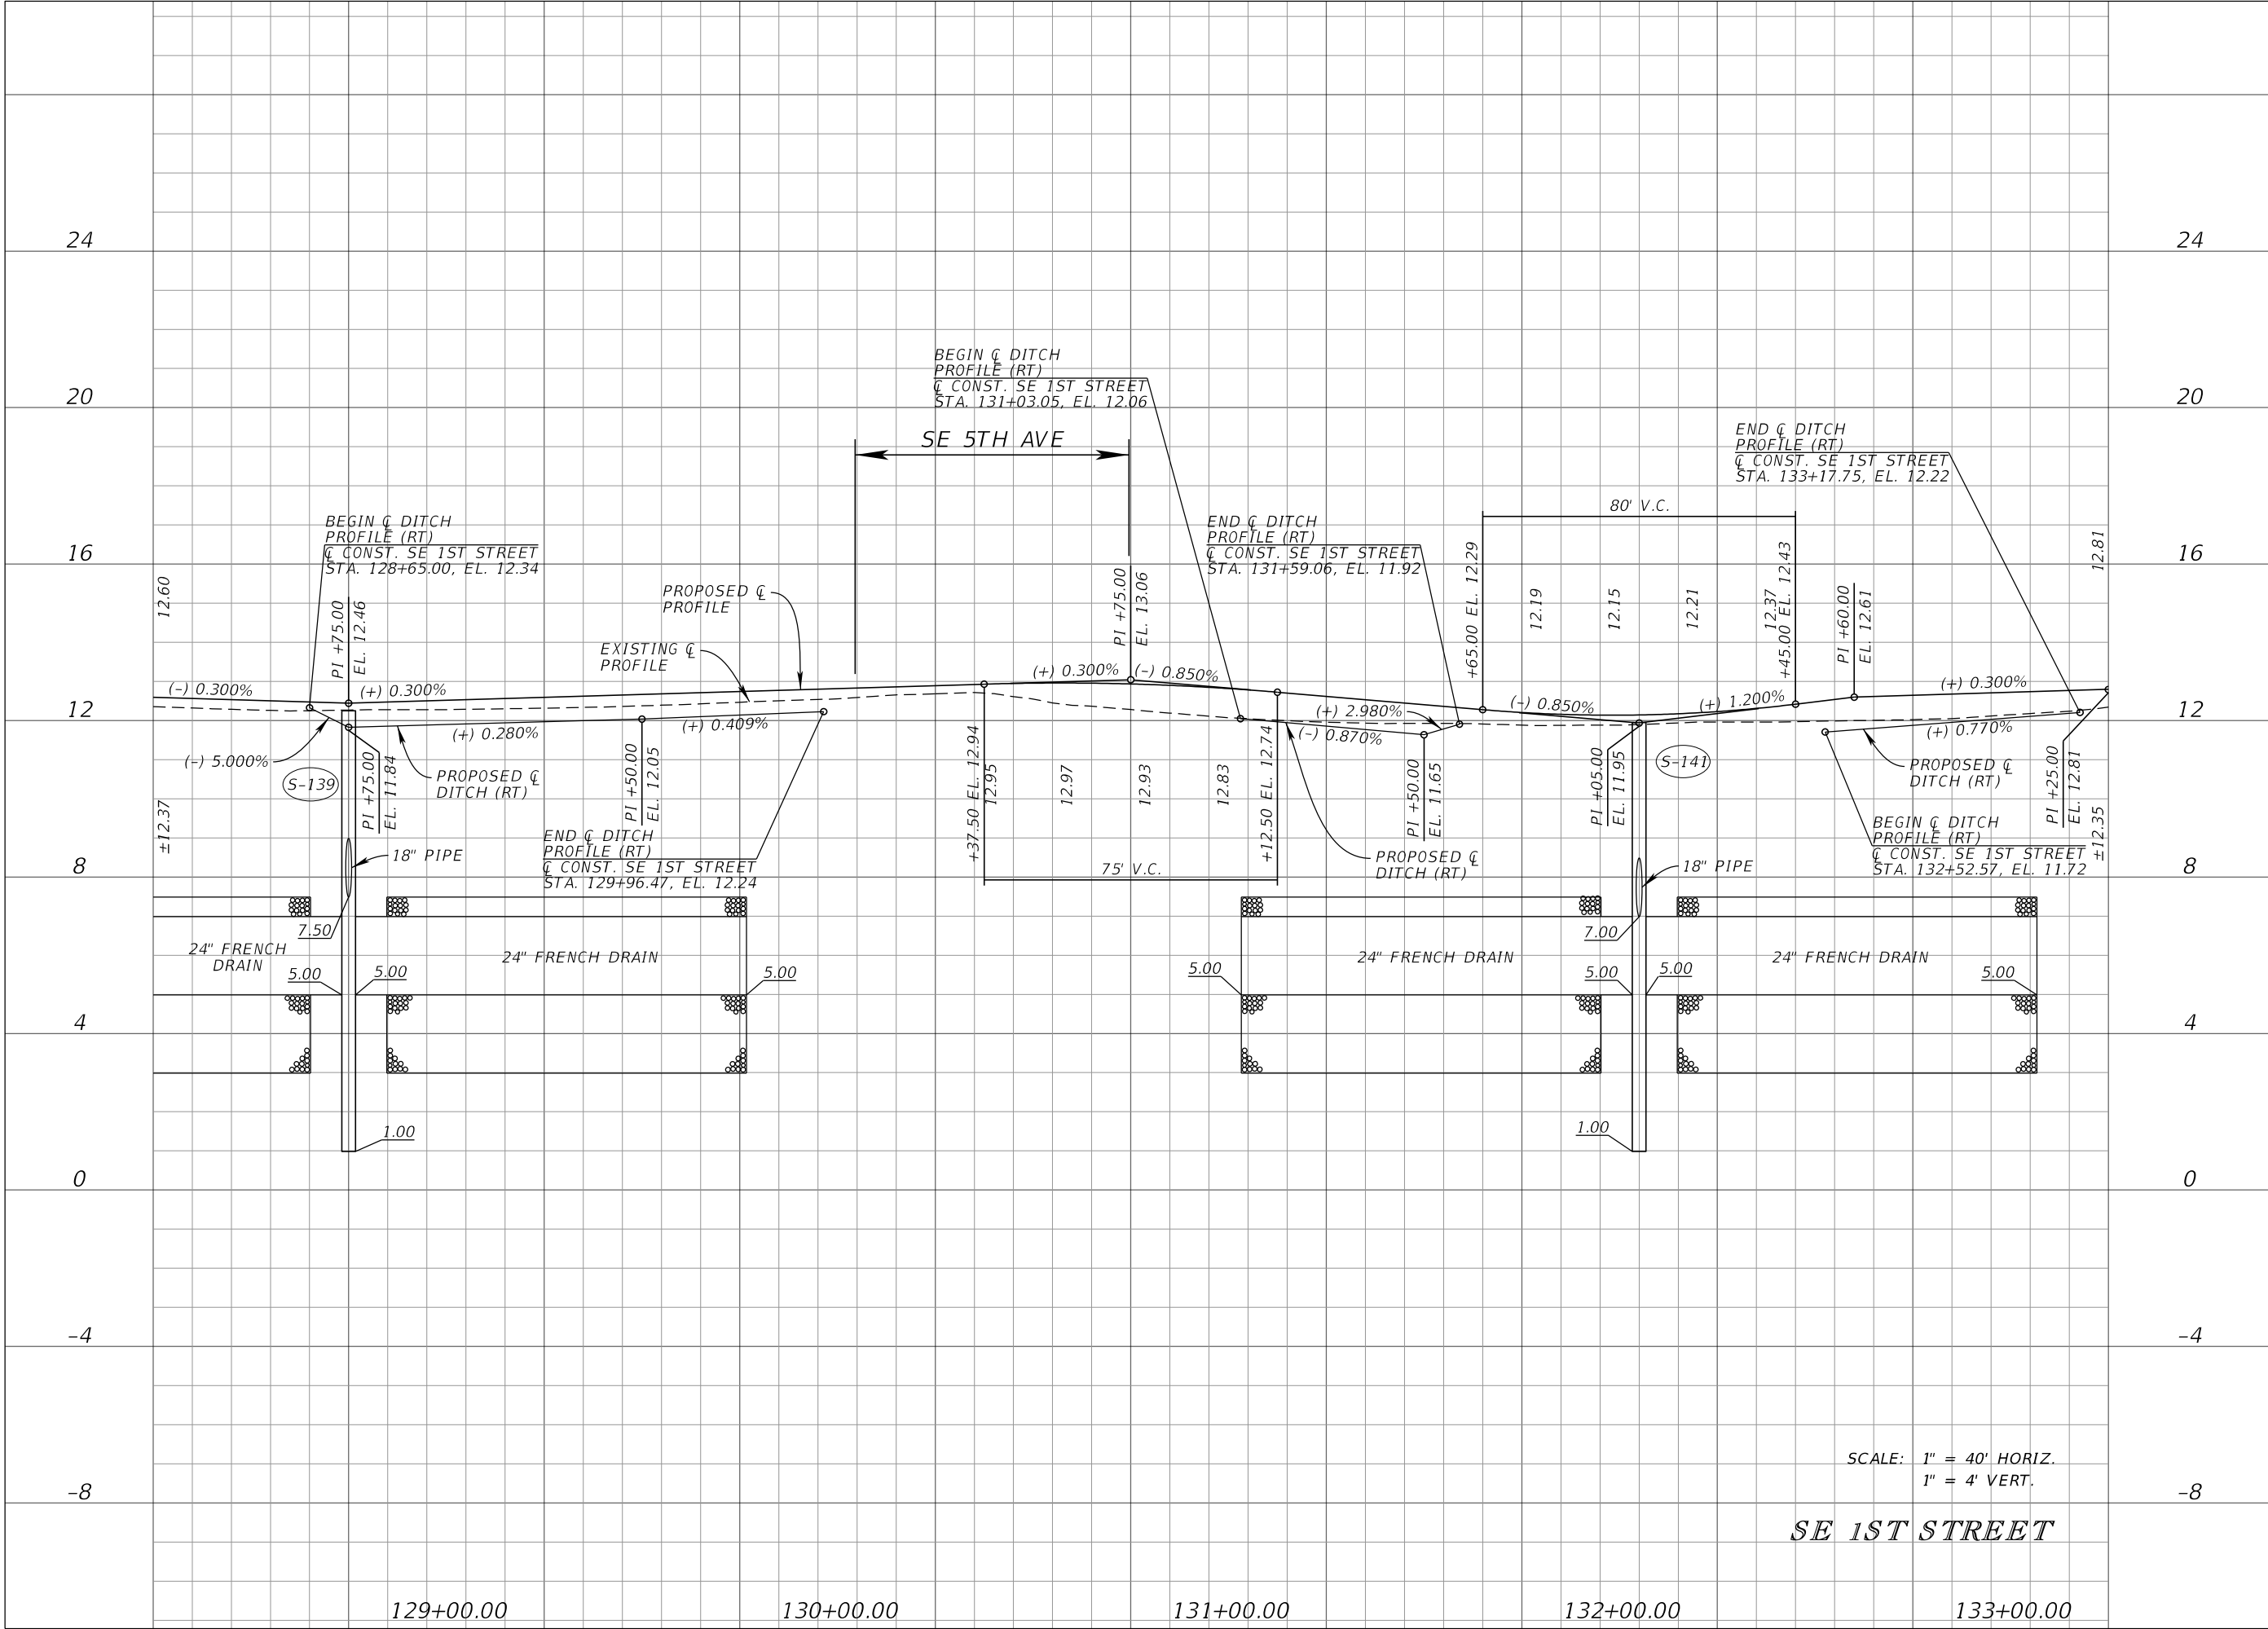 24
24
20
20
16
16
12
12
8
8
4
4
0
0
-4
-4
-8
-8
BEGIN ℄ DITCH
PROFILE (RT)
℄ CONST. SE 1ST STREET
STA. 131+03.05, EL. 12.06
SE 5TH AVE
END ℄ DITCH
PROFILE (RT)
℄ CONST. SE 1ST STREET
STA. 133+17.75, EL. 12.22
BEGIN ℄ DITCH
PROFILE (RT)
℄ CONST. SE 1ST STREET
STA. 128+65.00, EL. 12.34
END ℄ DITCH
PROFILE (RT)
℄ CONST. SE 1ST STREET
STA. 131+59.06, EL. 11.92
80' V.C.
12.60
PI +75.00
EL. 12.46
PROPOSED ℄
PROFILE
EXISTING ℄
PROFILE
PI +75.00
EL. 13.06
+65.00 EL. 12.29
12.19
12.15
12.21
12.37
+45.00 EL. 12.43
PI +60.00
EL. 12.61
12.81
(-) 0.300%
(+) 0.300%
(+) 0.300%
(-) 0.850%
(-) 0.850%
(+) 1.200%
(+) 0.300%
(-) 5.000%
(+) 0.280%
(+) 0.409%
(+) 2.980%
(-) 0.870%
(+) 0.770%
S-139
PI +75.00
EL. 11.84
PROPOSED ℄
DITCH (RT)
PI +50.00
EL. 12.05
+37.50 EL. 12.94
12.95
12.97
12.93
12.83
+12.50 EL. 12.74
75' V.C.
PI +50.00
EL. 11.65
PROPOSED ℄
DITCH (RT)
PI +05.00
EL. 11.95
S-141
PROPOSED ℄
DITCH (RT)
PI +25.00
EL. 12.81
±12.35
±12.37
18" PIPE
END ℄ DITCH
PROFILE (RT)
℄ CONST. SE 1ST STREET
STA. 129+96.47, EL. 12.24
18" PIPE
BEGIN ℄ DITCH
PROFILE (RT)
℄ CONST. SE 1ST STREET
STA. 132+52.57, EL. 11.72
7.50
7.00
24" FRENCH
DRAIN
24" FRENCH DRAIN
24" FRENCH DRAIN
24" FRENCH DRAIN
5.00
5.00
5.00
5.00
5.00
5.00
5.00
1.00
1.00
SCALE: 1" = 40' HORIZ.
1" = 4' VERT.
SE 1ST STREET
129+00.00
130+00.00
131+00.00
132+00.00
133+00.00